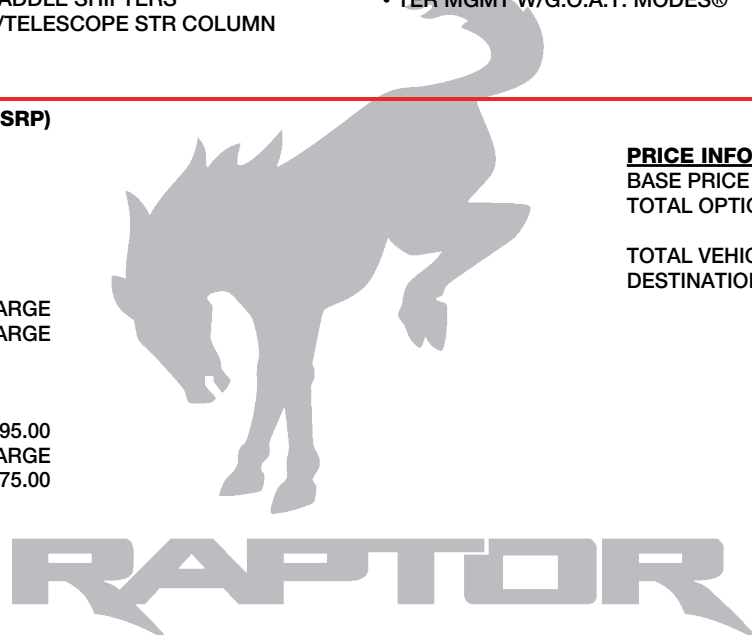 ADDLE SHIFTERS
/TELESCOPE STR COLUMN
• TER MGMT W/G.O.A.T. MODES®
SRP)
ARGE
ARGE
95.00
ARGE
75.00
PRICE INFO
BASE PRICE
TOTAL OPTIO
TOTAL VEHIC
DESTINATION
RAPTOR